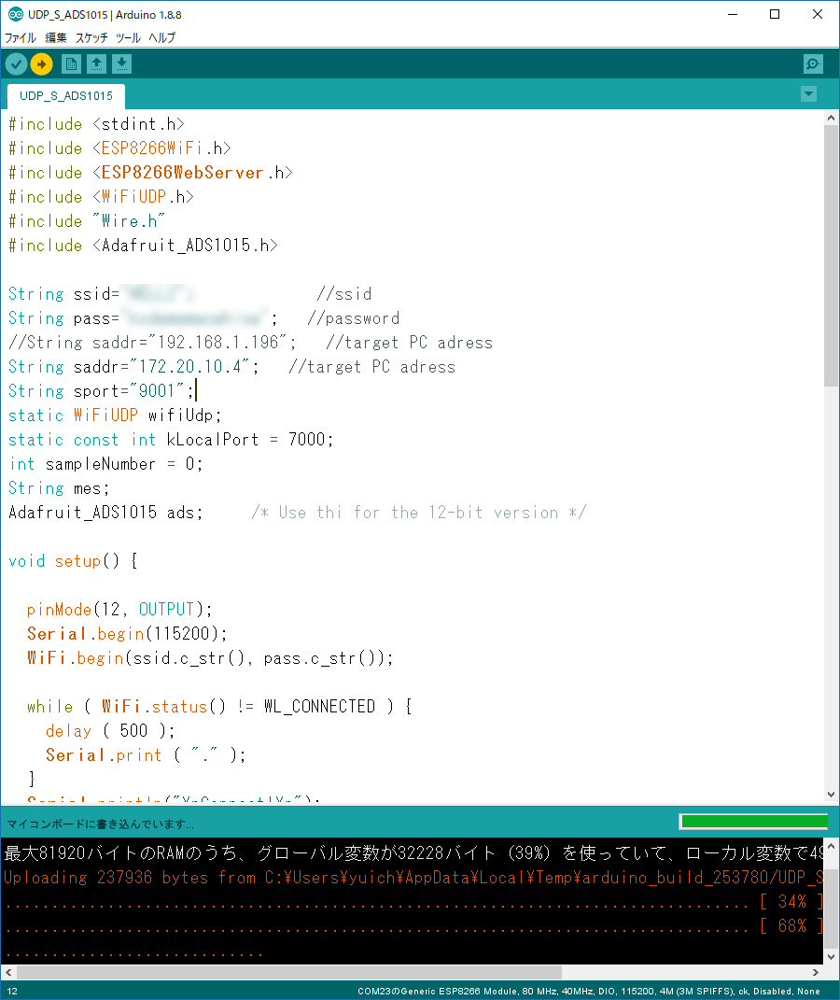 UDP_S_ADS1015 | Arduino 1.8.8
ファイル 編集 スケッチ ツール ヘルプ
UDP_S_ADS1015
#include <stdint.h>
#include <ESP8266WiFi.h>
#include <ESP8266WebServer.h>
#include <WiFiUDP.h>
#include "Wire.h"
#include <Adafruit_ADS1015.h>
String ssid=" //ssid
String pass=" ; //password
//String saddr="192.168.1.196"; //target PC adress
String saddr="172.20.10.4"; //target PC adress
String sport="9001";
static WiFiUDP wifiUdp;
static const int kLocalPort = 7000;
int sampleNumber = 0;
String mes;
Adafruit_ADS1015 ads; /* Use thi for the 12-bit version */
void setup() {
pinMode(12, OUTPUT);
Serial.begin(115200);
WiFi.begin(ssid.c_str(), pass.c_str());
while ( WiFi.status() != WL_CONNECTED ) {
delay ( 500 );
Serial.print ( "." );
}
Serial.println("¥nConnect!¥n");
マイコンボードに書き込んでいます...
最大81920バイトのRAMのうち、グローバル変数が32228バイト（39%）を使っていて、ローカル変数で49
Uploading 237936 bytes from C:¥Users¥yuich¥AppData¥Local¥Temp¥arduino_build_253780/UDP_S
................................................................................ [ 34% ]
................................................................................ [ 68% ]
............................
12 COM23のGeneric ESP8266 Module, 80 MHz, 40MHz, DIO, 115200, 4M (3M SPIFFS), ck, Disabled, None